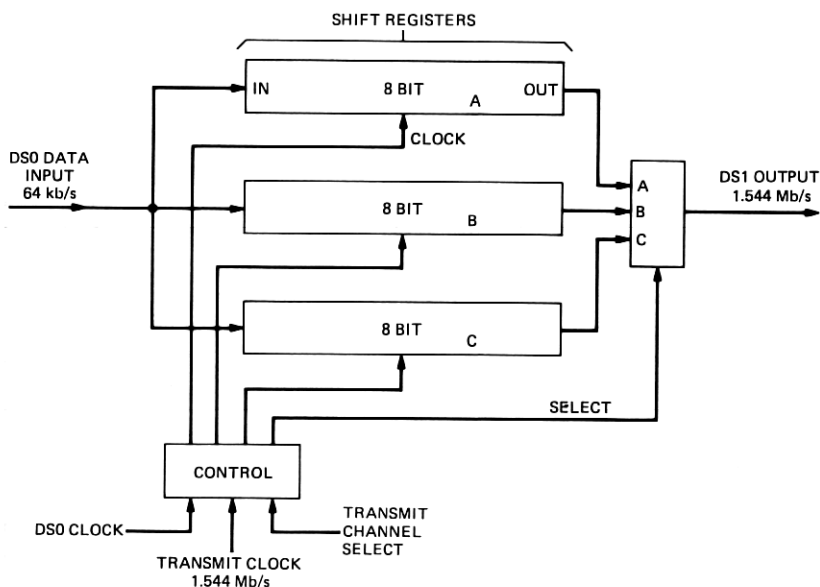 SHIFT REGISTERS
IN 8 BIT A OUT
CLOCK
DS0 DATA
INPUT
64 kb/s
8 BIT B
8 BIT C
A
B
C
DS1 OUTPUT
1.544 Mb/s
SELECT
CONTROL
DS0 CLOCK
TRANSMIT CLOCK
1.544 Mb/s
TRANSMIT
CHANNEL
SELECT